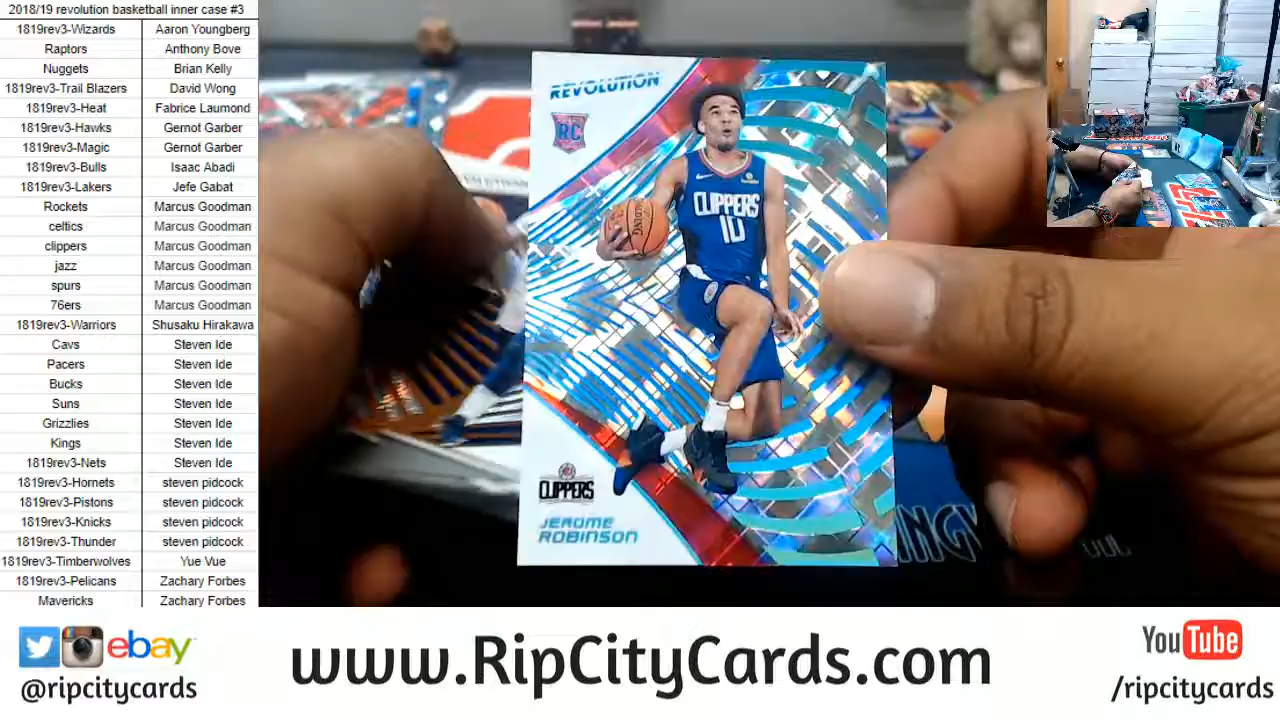 2018/19 revolution basketball inner case #3
1819rev3-Wizards Aaron Youngberg
Raptors Anthony Bove
Nuggets Brian Kelly
1819rev3-Trail Blazers David Wong
1819rev3-Heat Fabrice Laumond
1819rev3-Hawks Gernot Garber
1819rev3-Magic Gernot Garber
1819rev3-Bulls Isaac Abadi
1819rev3-Lakers Jefe Gabat
Rockets Marcus Goodman
celtics Marcus Goodman
clippers Marcus Goodman
jazz Marcus Goodman
spurs Marcus Goodman
76ers Marcus Goodman
1819rev3-Warriors Shusaku Hirakawa
Cavs Steven Ide
Pacers Steven Ide
Bucks Steven Ide
Suns Steven Ide
Grizzlies Steven Ide
Kings Steven Ide
1819rev3-Nets Steven Ide
1819rev3-Hornets steven pidcock
1819rev3-Pistons steven pidcock
1819rev3-Knicks steven pidcock
1819rev3-Thunder steven pidcock
1819rev3-Timberwolves Yue Vue
1819rev3-Pelicans Zachary Forbes
Mavericks Zachary Forbes
REVOLUTION
RC
CLIPPERS
10
SPALDING
CLIPPERS
JEROME
ROBINSON
ebay
@ripcitycards
www.RipCityCards.com
YouTube
/ripcitycards